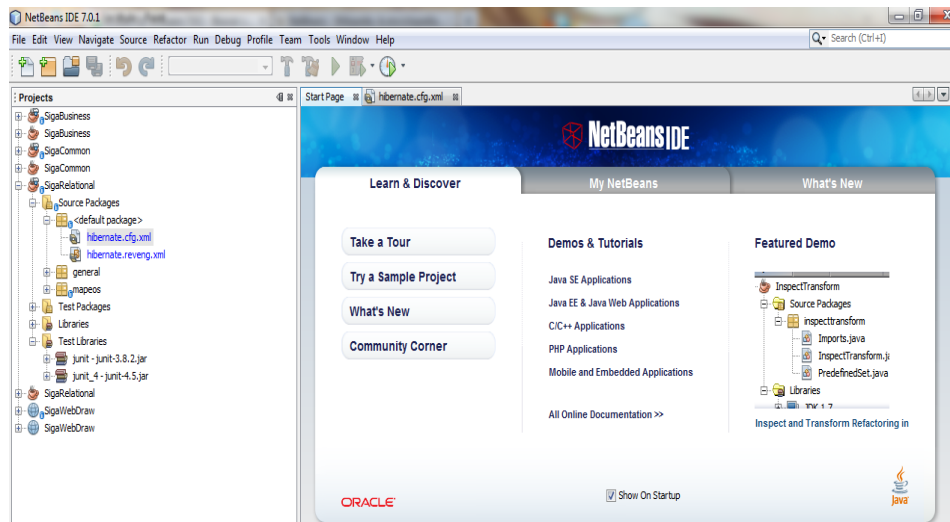 NetBeans IDE 7.0.1
File Edit View Navigate Source Refactor Run Debug Profile Team Tools Window Help
Search (Ctrl+I)
Projects
SigaBusiness
SigaBusiness
SigaCommon
SigaCommon
SigaRelational
Source Packages
<default package>
hibernate.cfg.xml
hibernate.reveng.xml
general
mapeos
Test Packages
Libraries
Test Libraries
junit - junit-3.8.2.jar
junit_4 - junit-4.5.jar
SigaRelational
SigaWebDraw
SigaWebDraw
Start Page hibernate.cfg.xml
NetBeans IDE
Learn & Discover My NetBeans What's New
Take a Tour
Try a Sample Project
What's New
Community Corner
Demos & Tutorials
Java SE Applications
Java EE & Java Web Applications
C/C++ Applications
PHP Applications
Mobile and Embedded Applications
All Online Documentation >>
Featured Demo
InspectTransform
Source Packages
inspecttransform
Imports.java
InspectTransform.ja
PredefinedSet.java
Libraries
JDK 1.7
Inspect and Transform Refactoring in
ORACLE
Show On Startup
Java